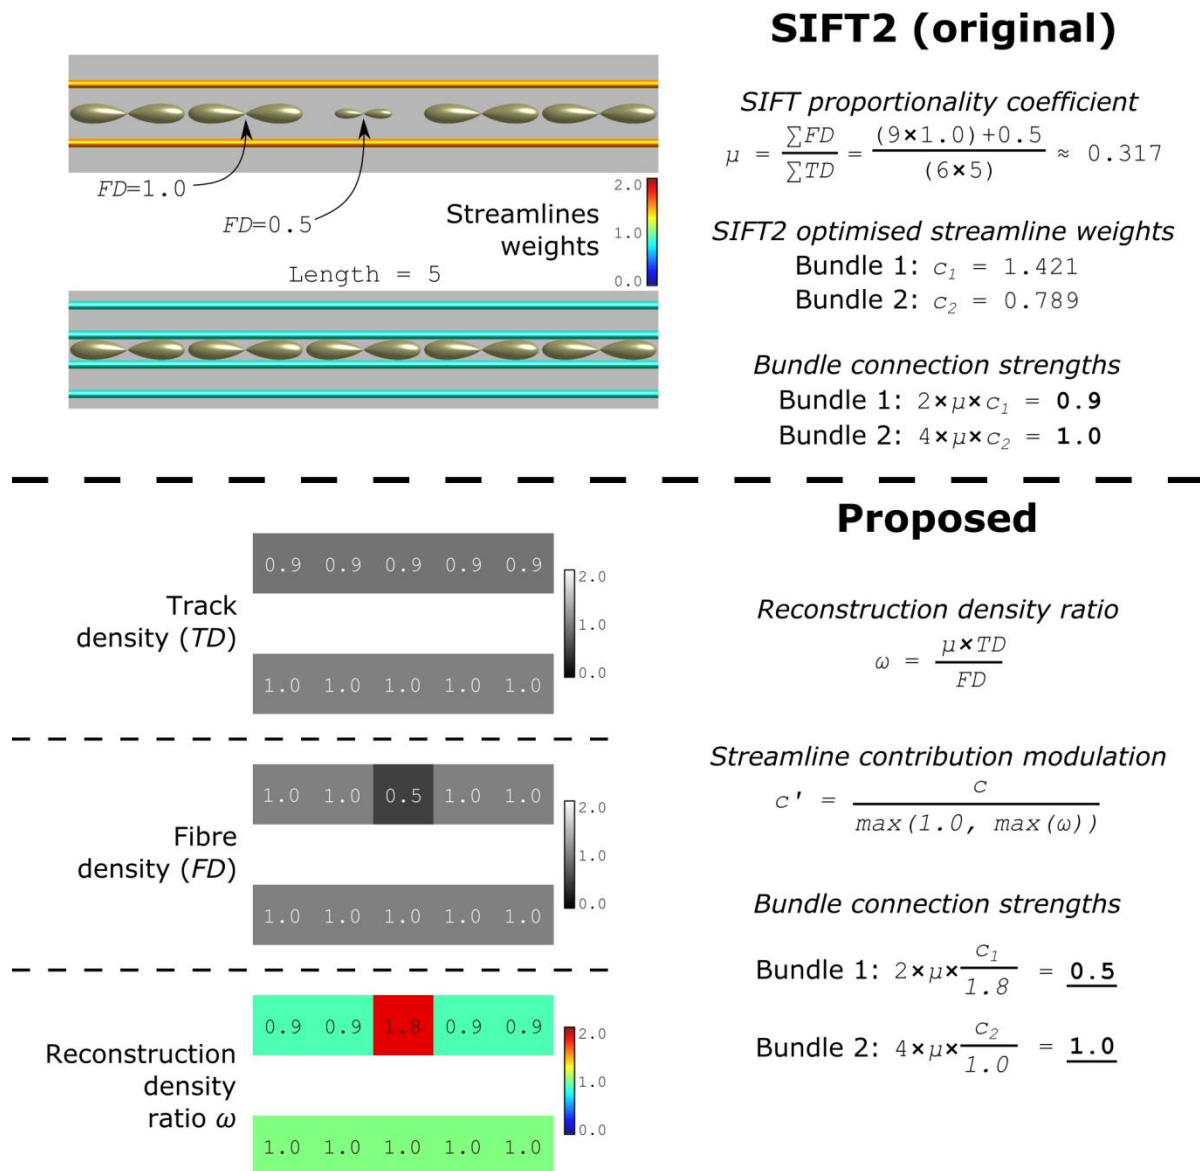 SIFT2 (original)
SIFT proportionality coefficient
μ = ∑FD / ∑TD = (9×1.0)+0.5 / (6×5) ≈ 0.317
SIFT2 optimised streamline weights
Bundle 1: c₁ = 1.421
Bundle 2: c₂ = 0.789
Bundle connection strengths
Bundle 1: 2×μ×c₁ = 0.9
Bundle 2: 4×μ×c₂ = 1.0
FD=1.0
FD=0.5
Streamlines
weights
2.0
1.0
0.0
Length = 5
Proposed
Track
density (TD)
0.9 0.9 0.9 0.9 0.9
1.0 1.0 1.0 1.0 1.0
2.0
1.0
0.0
Fibre
density (FD)
1.0 1.0 0.5 1.0 1.0
1.0 1.0 1.0 1.0 1.0
2.0
1.0
0.0
Reconstruction
density
ratio ω
0.9 0.9 1.8 0.9 0.9
1.0 1.0 1.0 1.0 1.0
2.0
1.0
0.0
Reconstruction density ratio
ω = μ×TD / FD
Streamline contribution modulation
c' = c / max(1.0, max(ω))
Bundle connection strengths
Bundle 1: 2×μ× c₁ / 1.8 = 0.5
Bundle 2: 4×μ× c₂ / 1.0 = 1.0